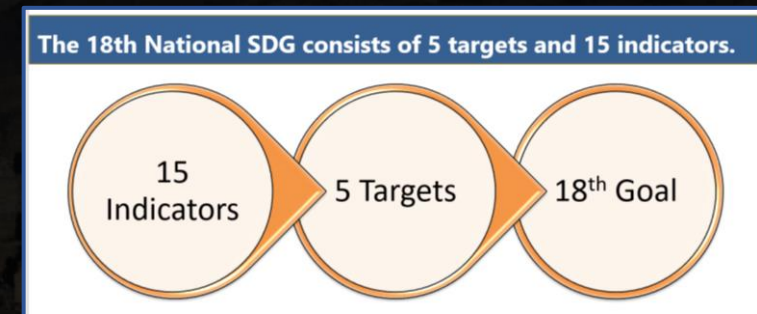 The 18th National SDG consists of 5 targets and 15 indicators.
15
Indicators
5 Targets
18th Goal